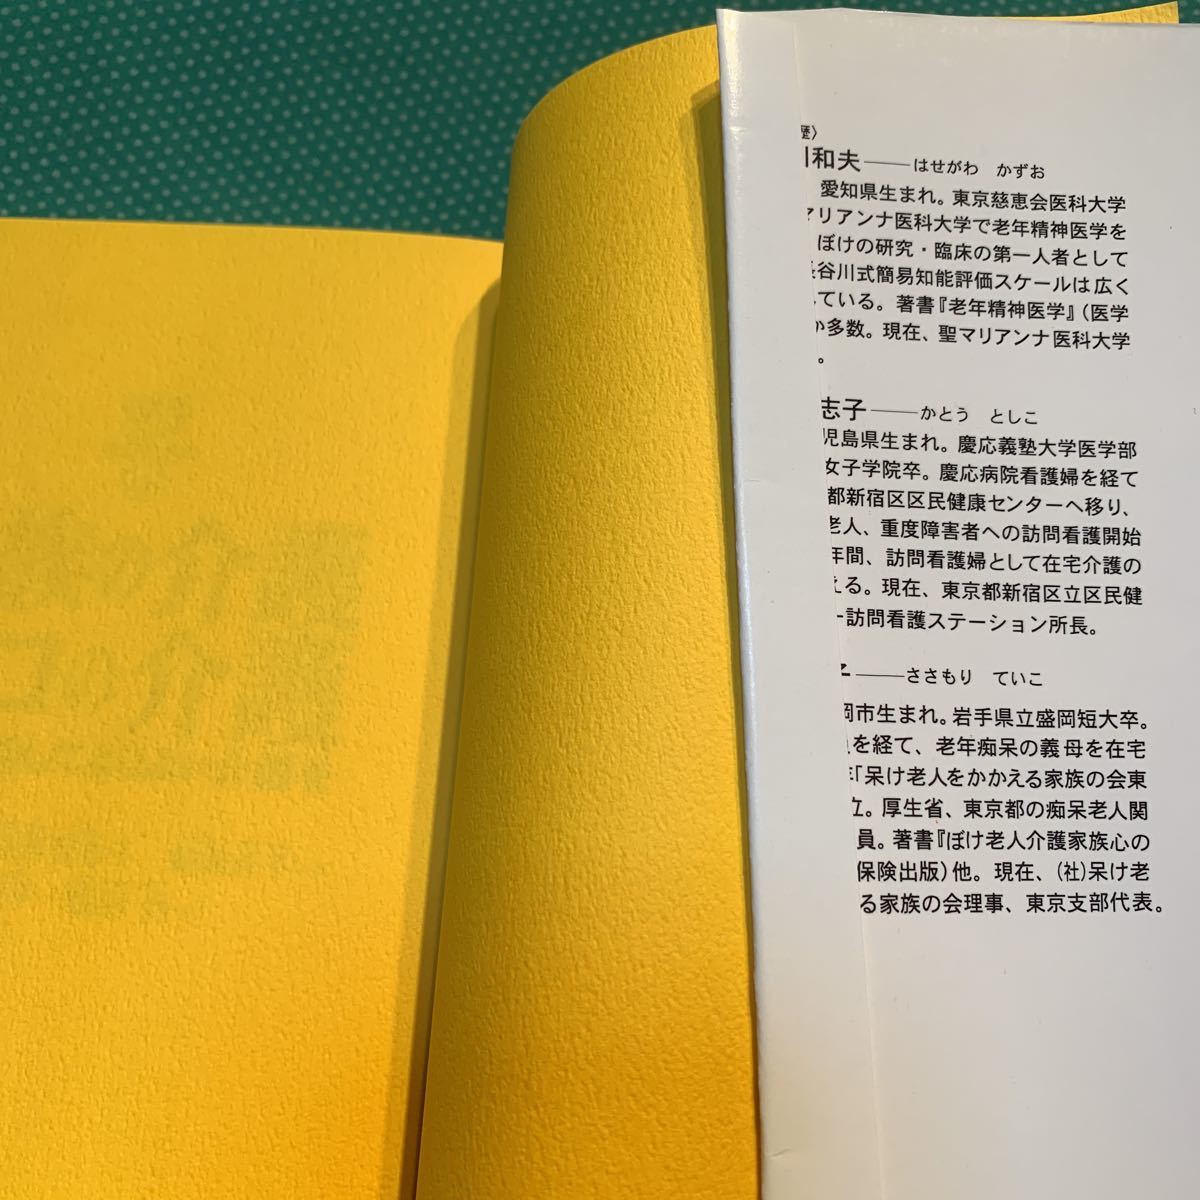 歴〉
川和夫――はせがわ　かずお
愛知県生まれ。東京慈恵会医科大学
マリアンナ医科大学で老年精神医学を
ぼけの研究・臨床の第一人者として
長谷川式簡易知能評価スケールは広く
ている。著書『老年精神医学』(医学
か多数。現在、聖マリアンナ医科大学
。
志子――かとう　としこ
児島県生まれ。慶応義塾大学医学部
女子学院卒。慶応病院看護婦を経て
都新宿区区民健康センターへ移り、
老人、重度障害者への訪問看護開始
年間、訪問看護婦として在宅介護の
える。現在、東京都新宿区立区民健
ー訪問看護ステーション所長。
子――ささもり　ていこ
岡市生まれ。岩手県立盛岡短大卒。
を経て、老年痴呆の義母を在宅
年「呆け老人をかかえる家族の会東
立。厚生省、東京都の痴呆老人関
員。著書『ぼけ老人介護家族心の
保険出版)他。現在、(社)呆け老
る家族の会理事、東京支部代表。